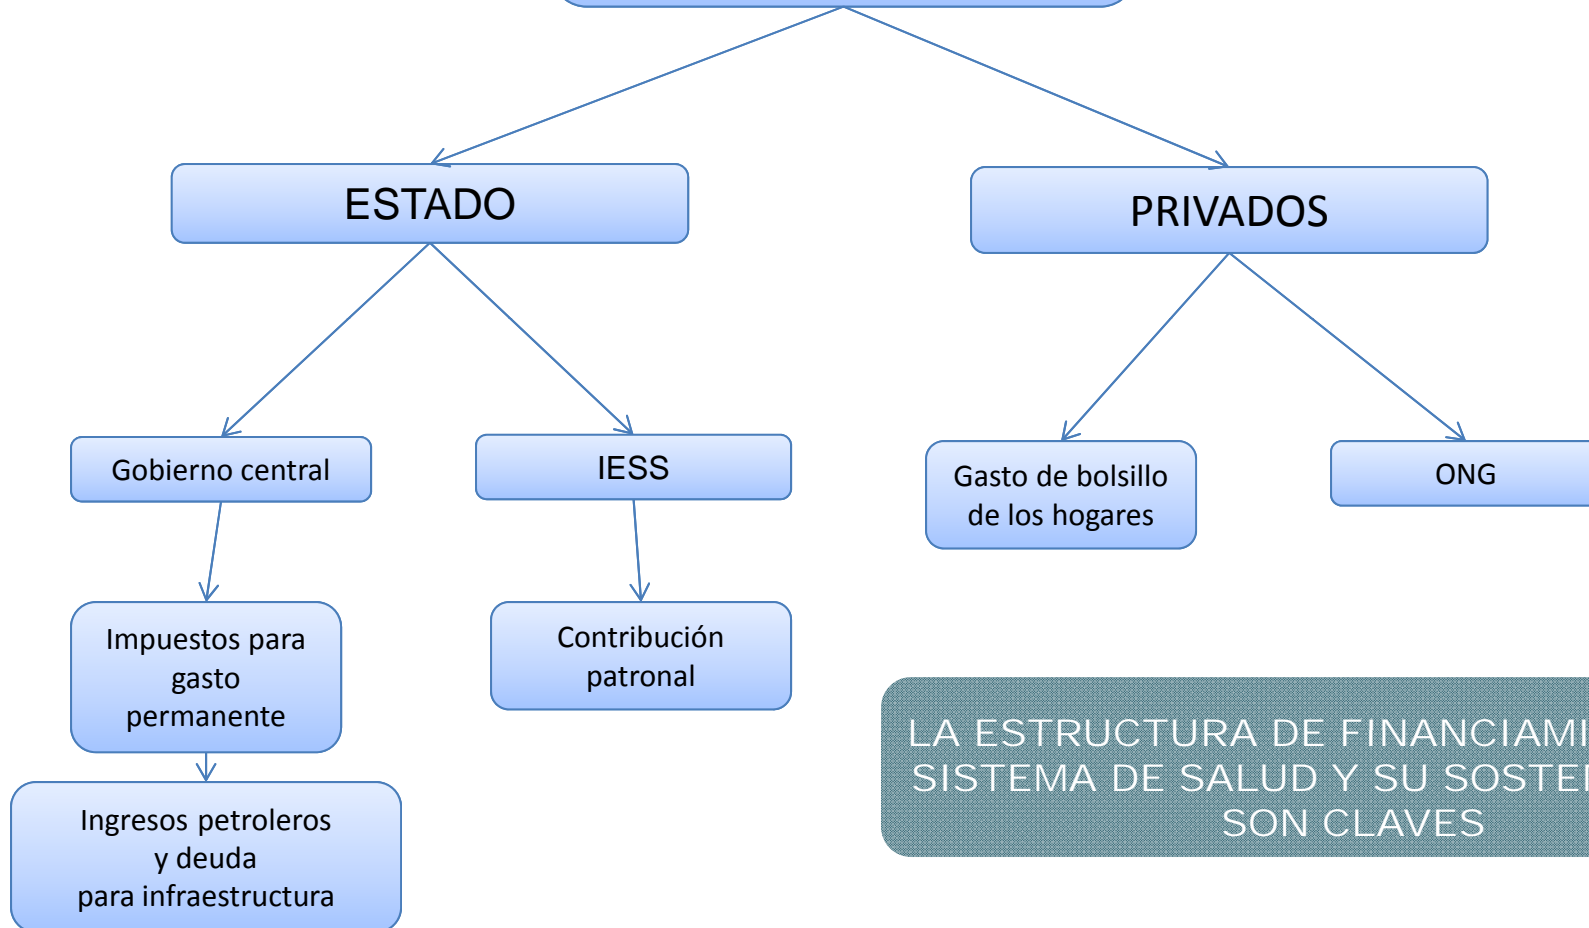 ESTADO
PRIVADOS
Gobierno central
IESS
Gasto de bolsillo
de los hogares
ONG
Impuestos para
gasto
permanente
Contribución
patronal
Ingresos petroleros
y deuda
para infraestructura
LA ESTRUCTURA DE FINANCIAMI
SISTEMA DE SALUD Y SU SOSTE
SON CLAVES